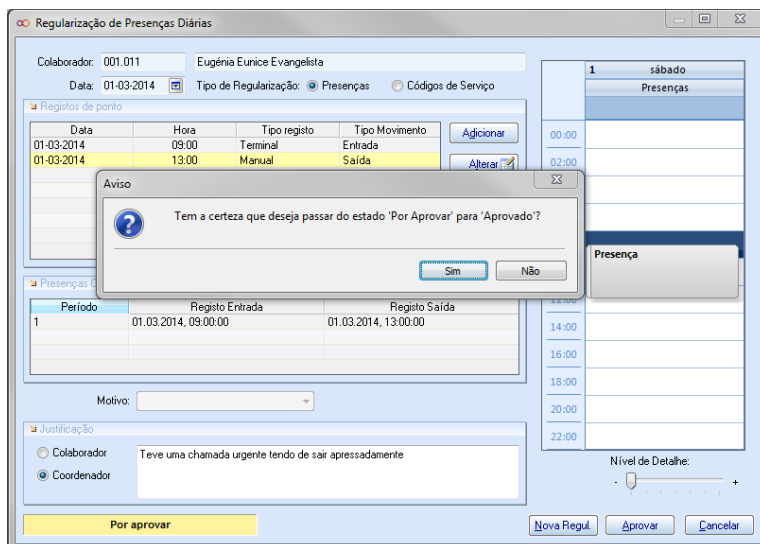 Regularização de Presenças Diárias
Colaborador: 001.011 Eugénia Eunice Evangelista
Data: 01-03-2014 Tipo de Regularização: Presenças Códigos de Serviço
Registos de ponto
Data Hora Tipo registo Tipo Movimento
01-03-2014 09:00 Terminal Entrada
01-03-2014 13:00 Manual Saída
Adicionar
Alterar
Aviso
Tem a certeza que deseja passar do estado 'Por Aprovar' para 'Aprovado'?
Sim Não
Presenças
Período Registo Entrada Registo Saída
1 01.03.2014, 09:00:00 01.03.2014, 13:00:00
Motivo:
Justificação
Colaborador
Coordenador
Teve uma chamada urgente tendo de sair apressadamente
Por aprovar
1 sábado
Presenças
00:00
02:00
Presença
12:00
14:00
16:00
18:00
20:00
22:00
Nível de Detalhe:
- +
Nova Regul. Aprovar Cancelar